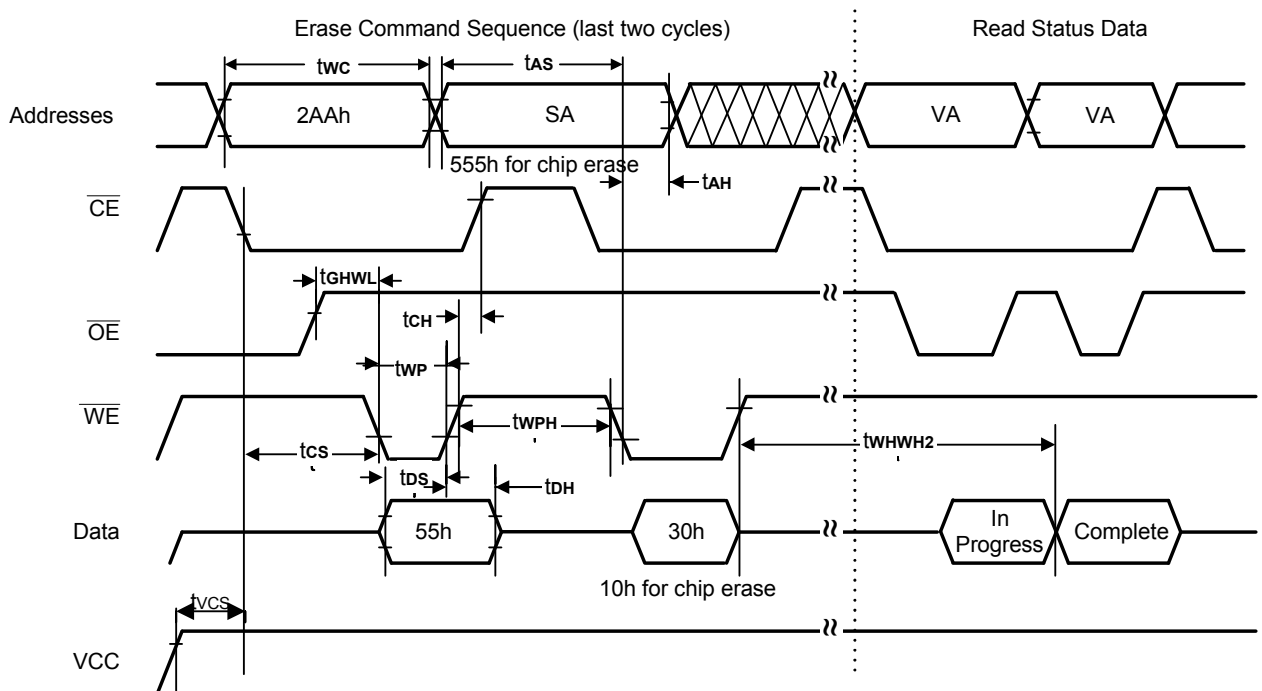 Erase Command Sequence (last two cycles)
Read Status Data
tWC
tAS
Addresses
2AAh
SA
VA
VA
555h for chip erase
tAH
CE
tGHWL
OE
tCH
tWP
WE
tWPH
tCS
tWHWH2
tDS
tDH
Data
55h
30h
In
Progress
Complete
10h for chip erase
tVCS
VCC